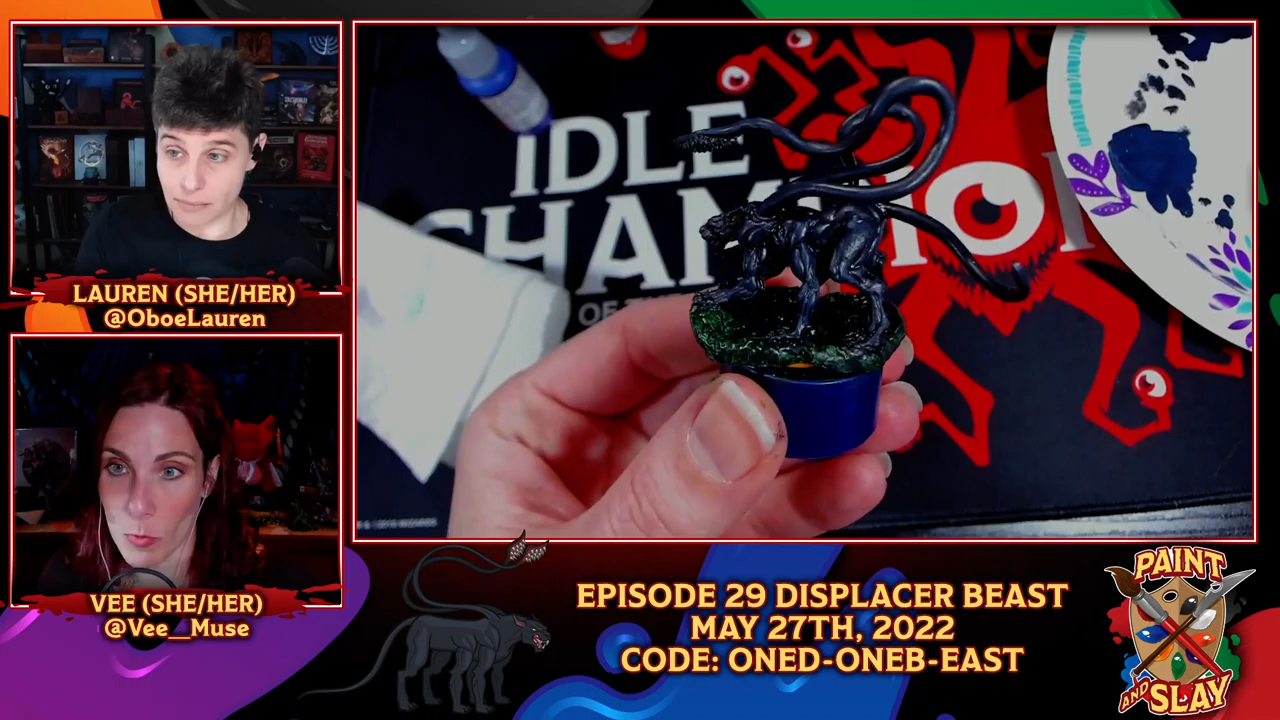 LAUREN (SHE/HER)
@OboeLauren
VEE (SHE/HER)
@Vee__Muse
IDLE
CHAMPION
OF THE
EPISODE 29 DISPLACER BEAST
MAY 27TH, 2022
CODE: ONED-ONEB-EAST
PAINT
AND SLAY